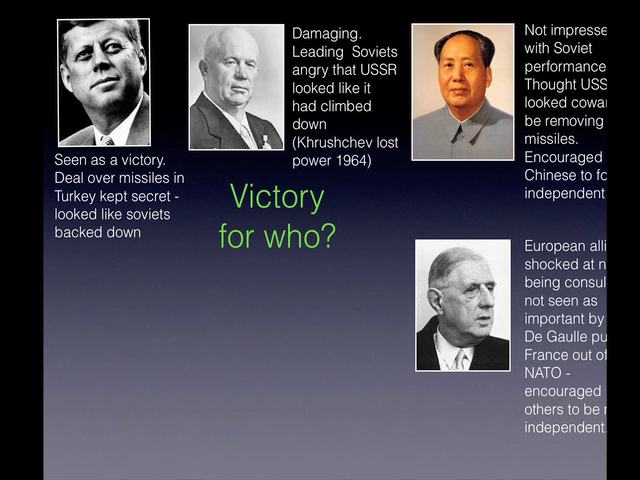 Seen as a victory.
Deal over missiles in
Turkey kept secret -
looked like soviets
backed down
Damaging.
Leading Soviets
angry that USSR
looked like it
had climbed
down
(Khrushchev lost
power 1964)
Victory
for who?
Not impresse
with Soviet
performance
Thought USS
looked cowar
be removing
missiles.
Encouraged
Chinese to fo
independent
European alli
shocked at n
being consul
not seen as
important by
De Gaulle pu
France out of
NATO -
encouraged
others to be
independent.